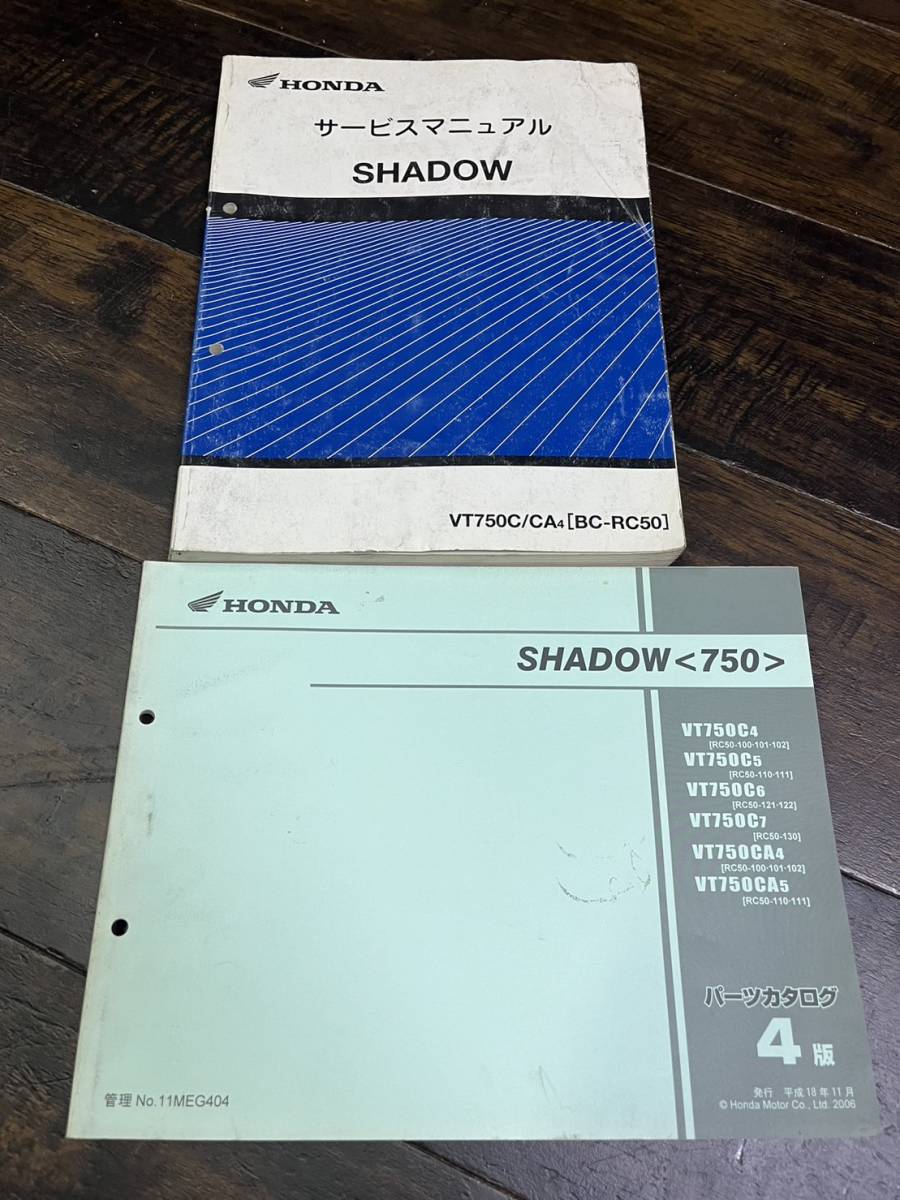 HONDA
サービスマニュアル
SHADOW
VT750C/CA4 [BC-RC50]
HONDA
SHADOW<750>
VT750C4
[RC50-100·101·102]
VT750C5
[RC50-110·111]
VT750C6
[RC50-121·122]
VT750C7
[RC50-130]
VT750CA4
[RC50-100·101·102]
VT750CA5
[RC50-110·111]
パーツカタログ
4版
発行 平成18年11月
© Honda Motor Co., Ltd. 2006
管理 No.11MEG404